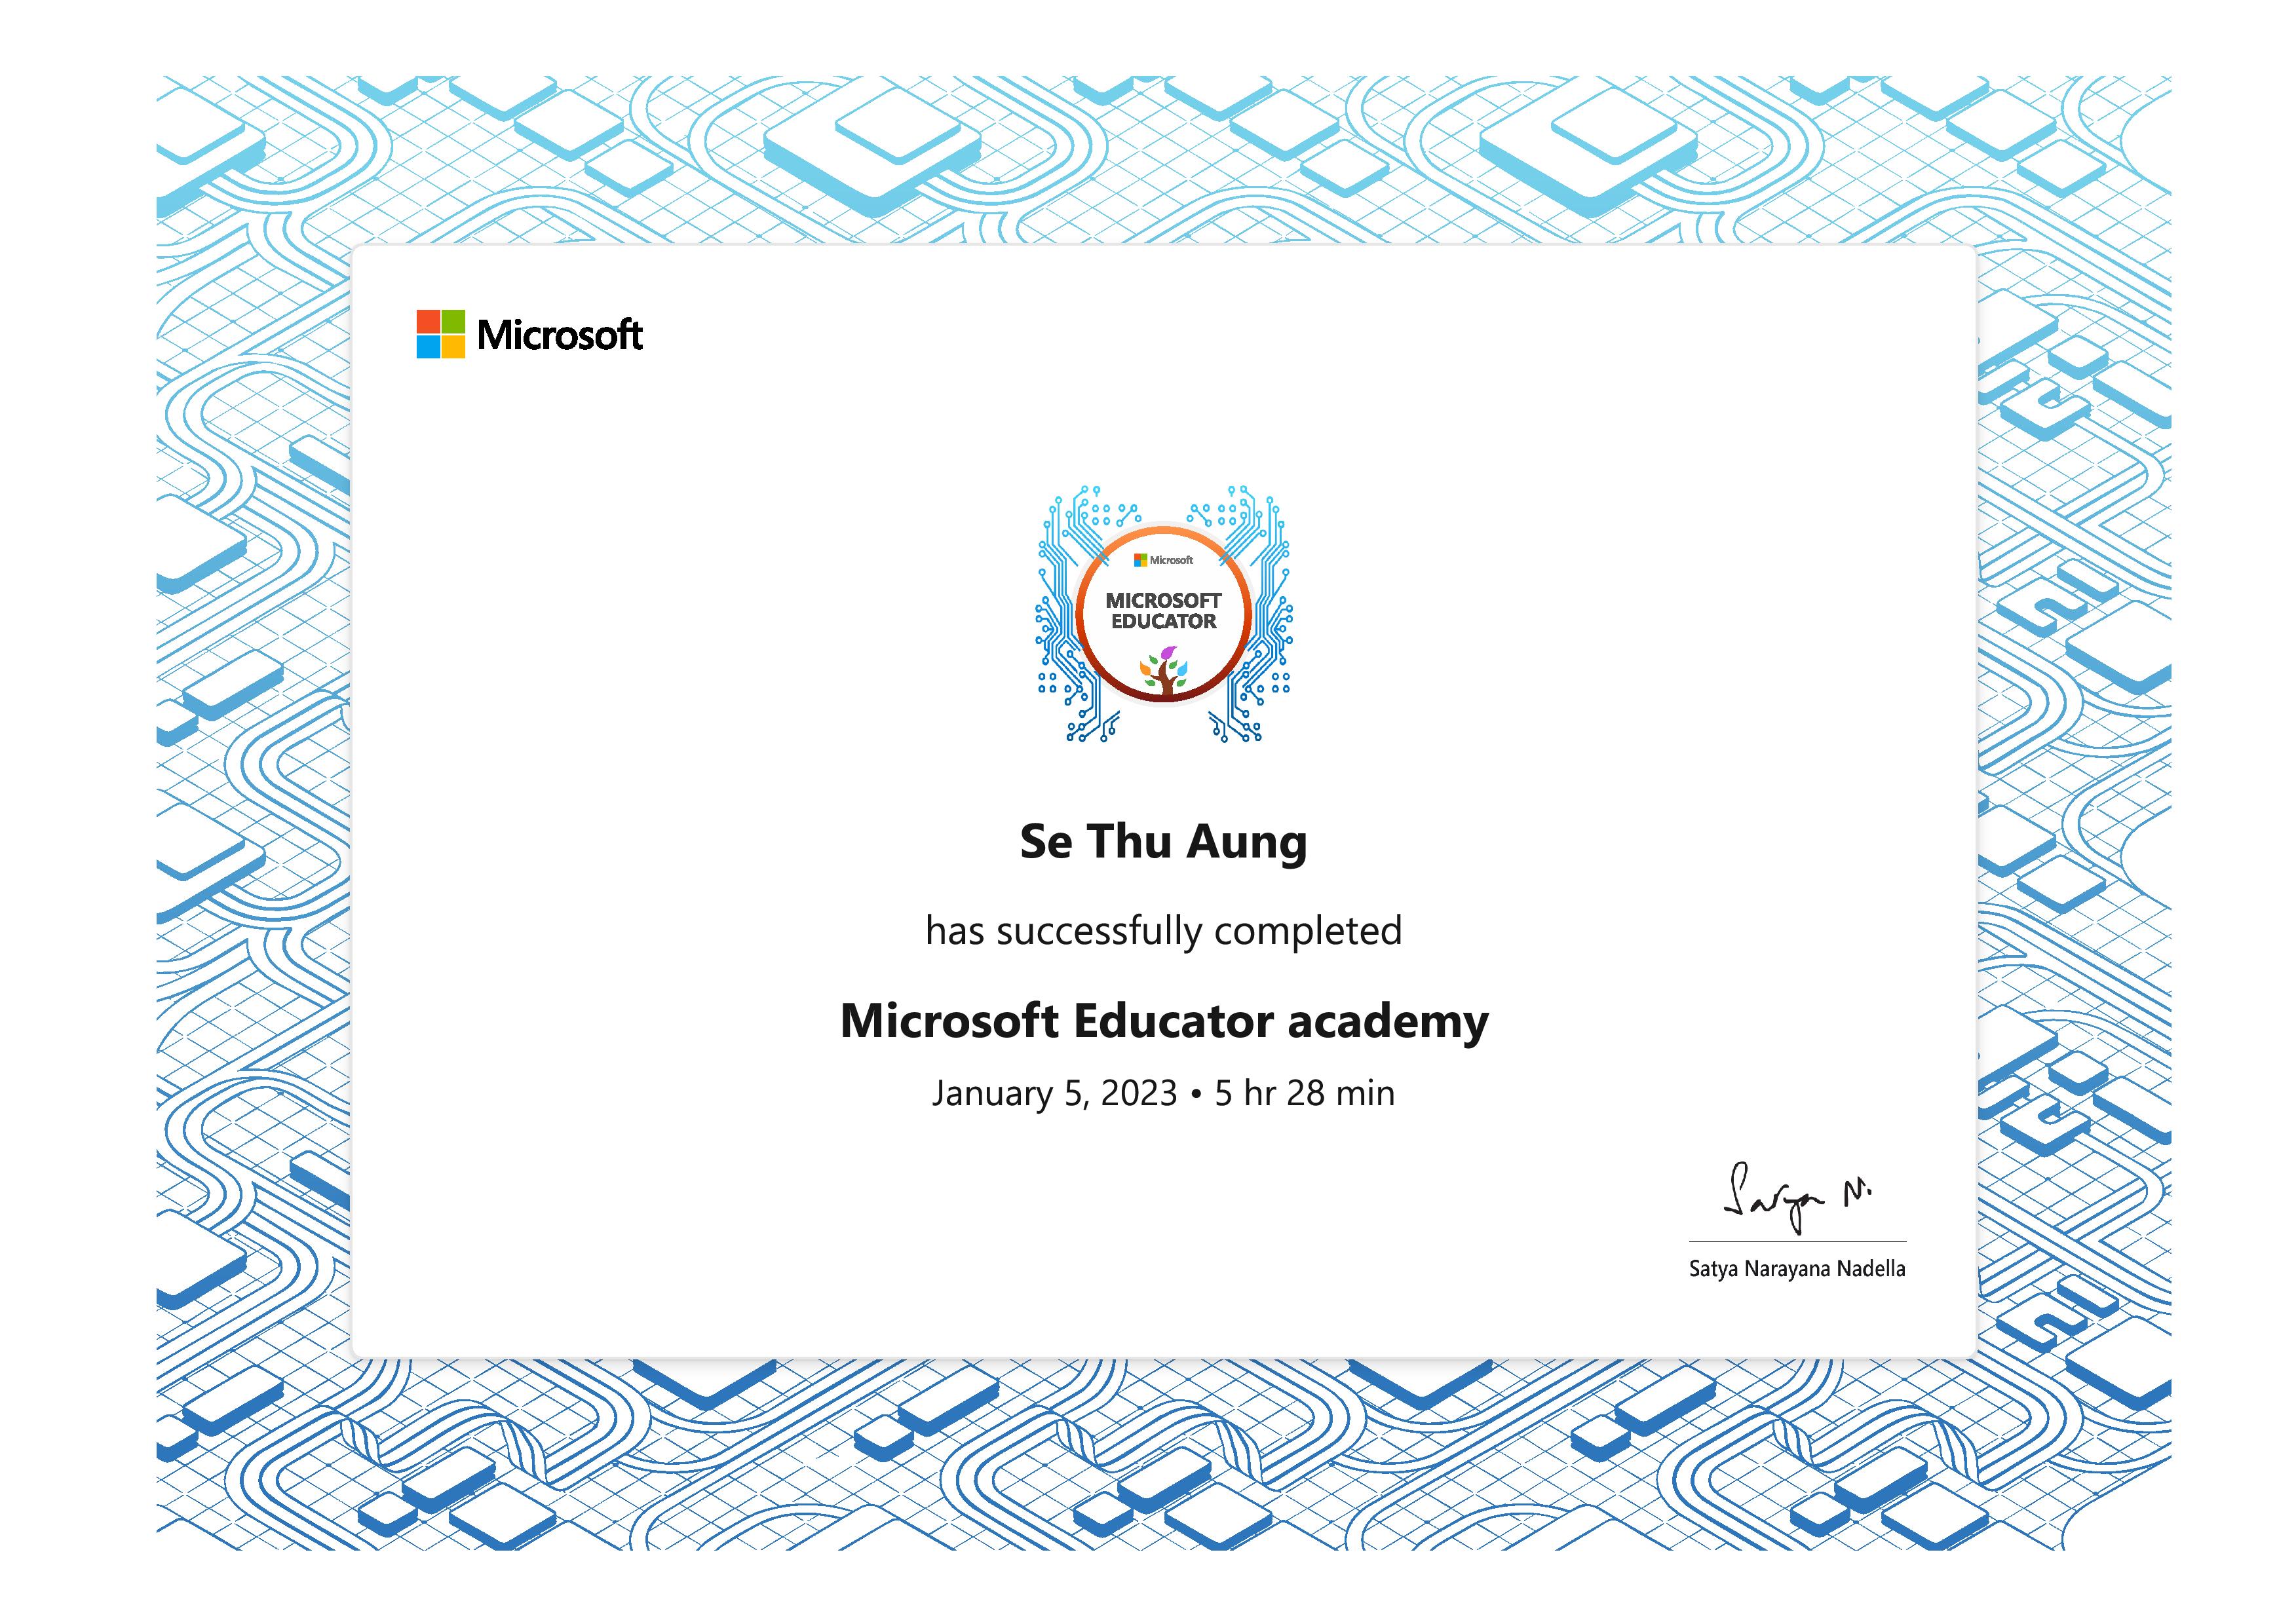 Microsoft
Microsoft
MICROSOFT
EDUCATOR
Se Thu Aung
has successfully completed
Microsoft Educator academy
January 5, 2023 • 5 hr 28 min
Satya N.
Satya Narayana Nadella